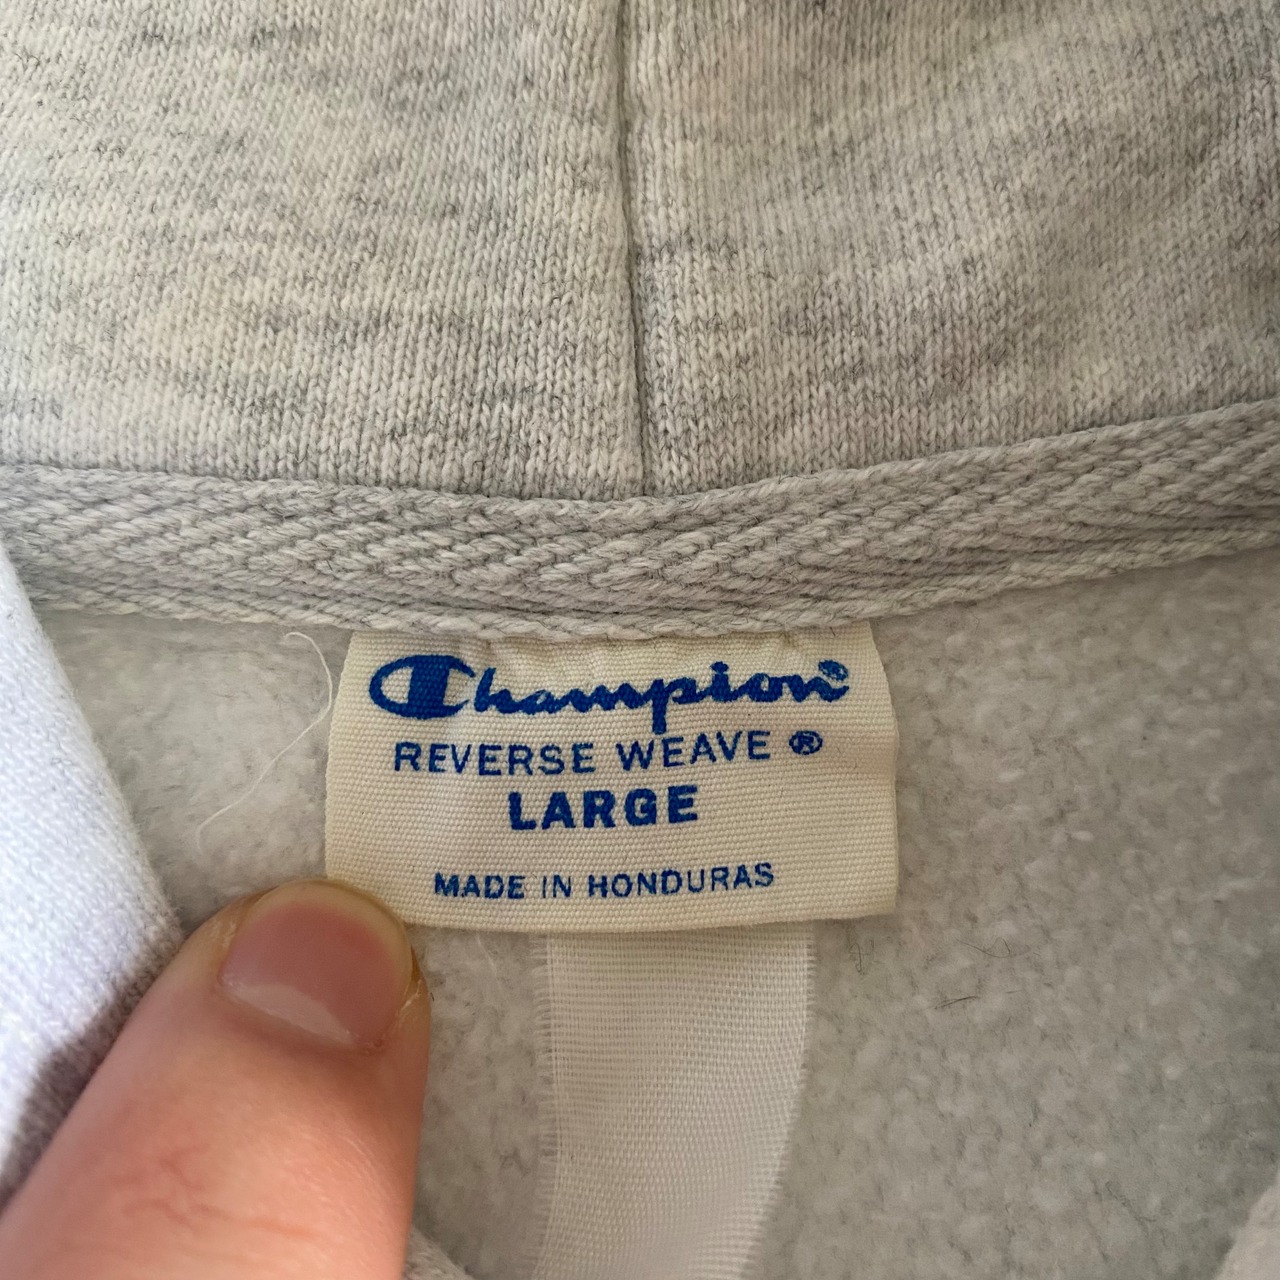 Champion®
REVERSE WEAVE ®
LARGE
MADE IN HONDURAS